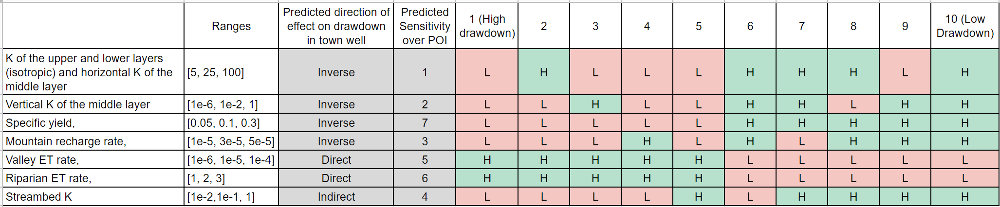 Ranges
Predicted direction of
effect on drawdown
in town well
Predicted
Sensitivity
over POI
1 (High
drawdown)
2
3
4
5
6
7
8
9
10 (Low
Drawdown)
K of the upper and lower layers
(isotropic) and horizontal K of the
middle layer
[5, 25, 100]
Inverse
1
L
H
L
L
L
H
H
H
L
H
Vertical K of the middle layer
[1e-6, 1e-2, 1]
Inverse
2
L
L
H
L
L
H
H
L
H
H
Specific yield,
[0.05, 0.1, 0.3]
Inverse
7
L
L
L
L
L
H
H
H
H
H
Mountain recharge rate,
[1e-5, 3e-5, 5e-5]
Inverse
3
L
L
L
H
L
H
L
H
H
H
Valley ET rate,
[1e-6, 1e-5, 1e-4]
Direct
5
H
H
H
H
H
L
L
L
L
L
Riparian ET rate,
[1, 2, 3]
Direct
6
H
H
H
H
H
L
L
L
L
L
Streambed K
[1e-2,1e-1, 1]
Indirect
4
L
L
L
L
H
L
H
H
H
H